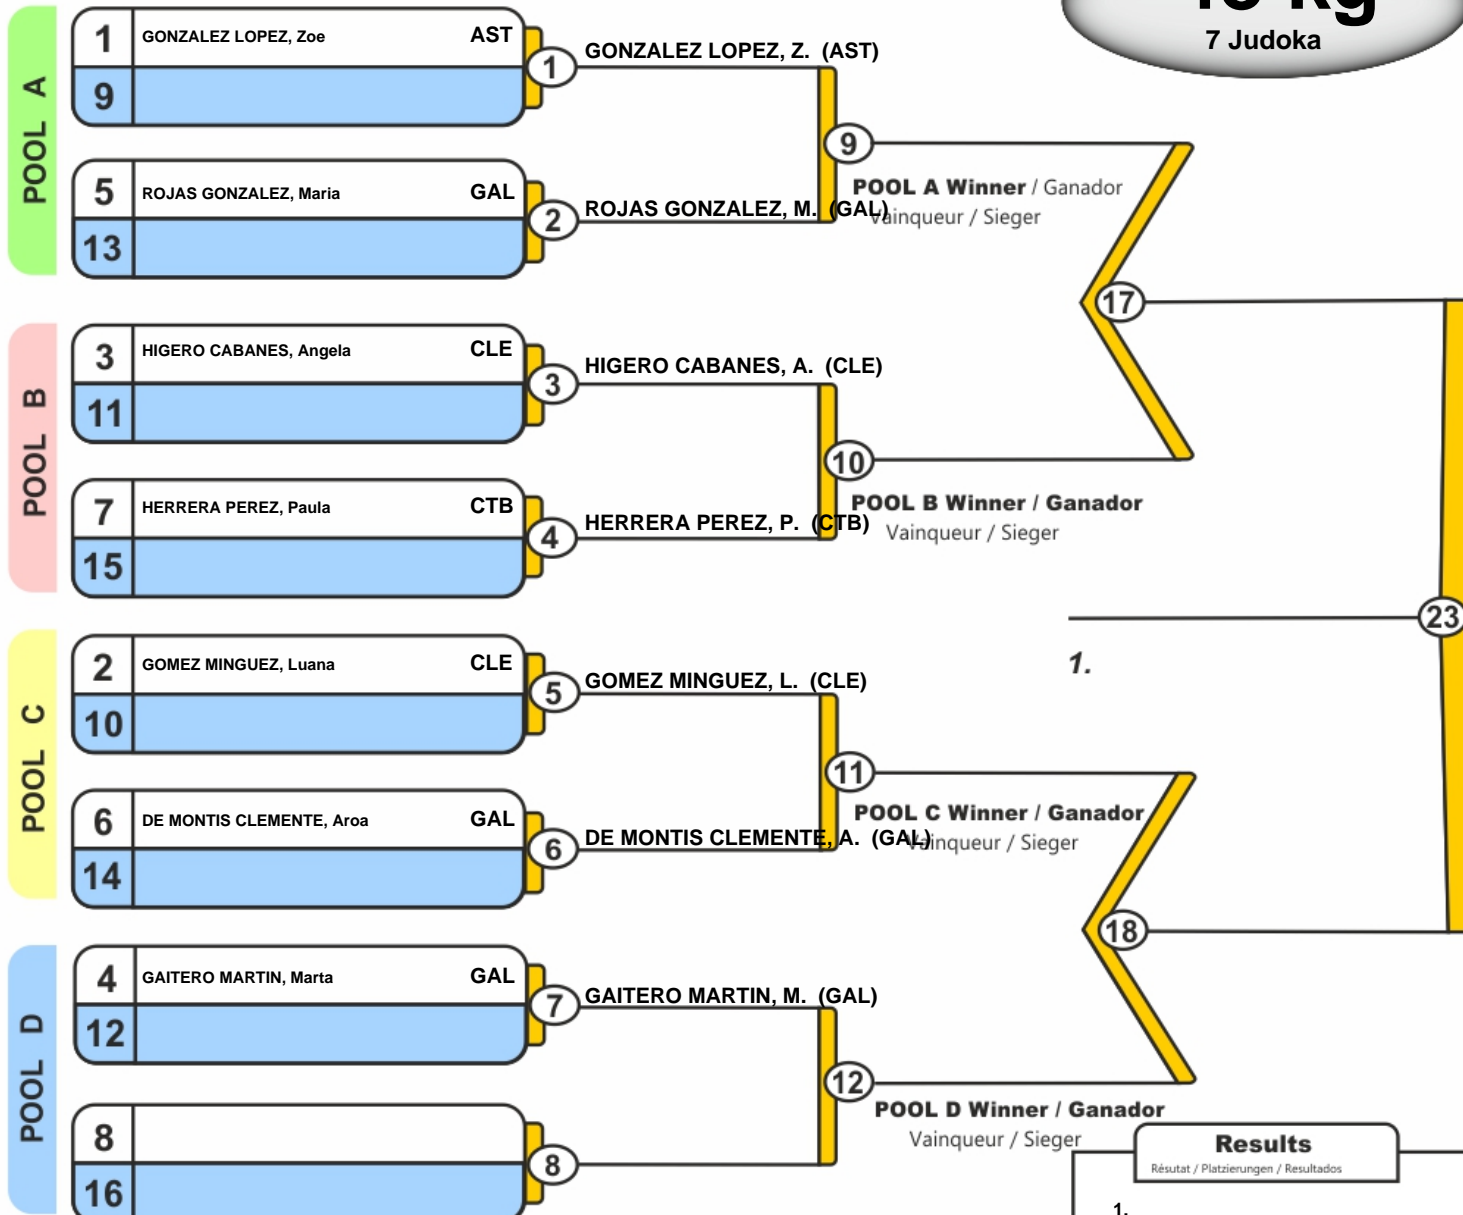 7 Judoka
POOL A
1 GONZALEZ LOPEZ, Zoe AST
9
1
GONZALEZ LOPEZ, Z. (AST)
5 ROJAS GONZALEZ, Maria GAL
13
2
ROJAS GONZALEZ, M. (GAL)
9
POOL A Winner / Ganador
Vainqueur / Sieger
POOL B
3 HIGERO CABANES, Angela CLE
11
3
HIGERO CABANES, A. (CLE)
7 HERRERA PEREZ, Paula CTB
15
4
HERRERA PEREZ, P. (CTB)
10
POOL B Winner / Ganador
Vainqueur / Sieger
17
POOL C
2 GOMEZ MINGUEZ, Luana CLE
10
5
GOMEZ MINGUEZ, L. (CLE)
6 DE MONTIS CLEMENTE, Aroa GAL
14
6
DE MONTIS CLEMENTE, A. (GAL)
11
POOL C Winner / Ganador
Vainqueur / Sieger
POOL D
4 GAITERO MARTIN, Marta GAL
12
7
GAITERO MARTIN, M. (GAL)
8
16
8
12
POOL D Winner / Ganador
Vainqueur / Sieger
18
23
1.
Results
Résutat / Platzierungen / Resultados
1.